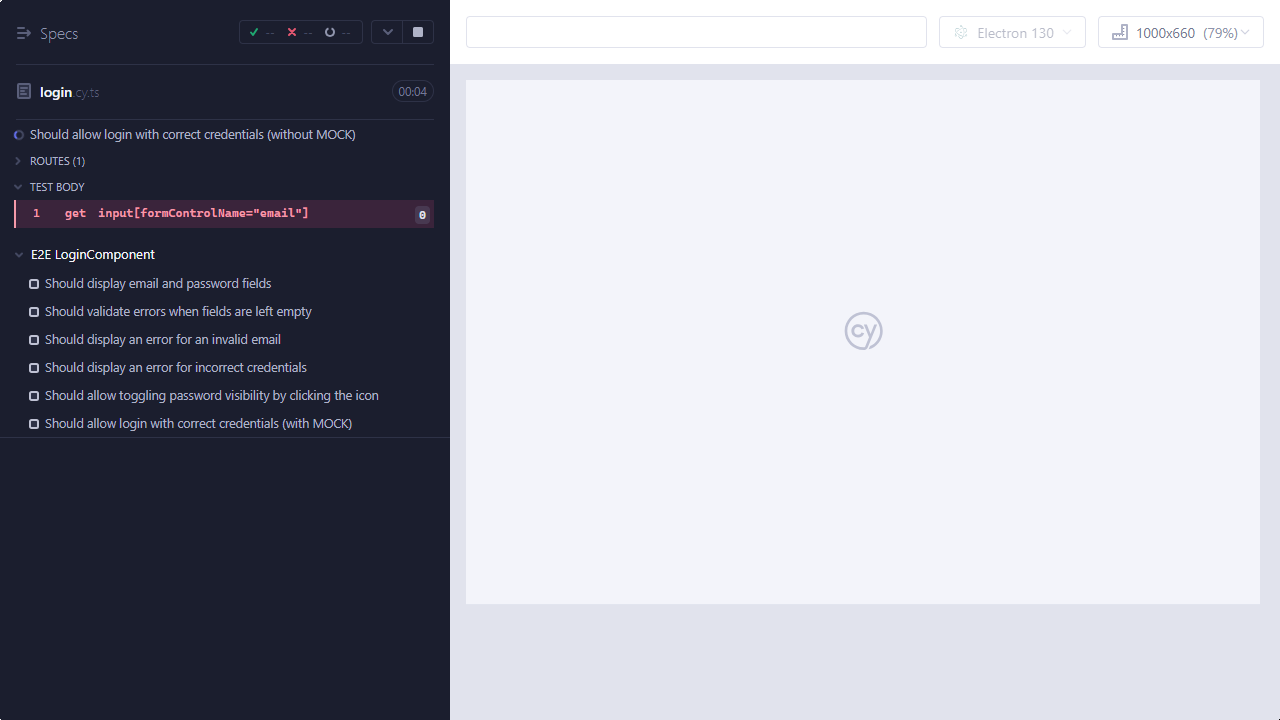 Specs
-- -- --
login.cy.ts 00:04
Should allow login with correct credentials (without MOCK)
ROUTES (1)
TEST BODY
1 get input[formControlName="email"] 0
E2E LoginComponent
Should display email and password fields
Should validate errors when fields are left empty
Should display an error for an invalid email
Should display an error for incorrect credentials
Should allow toggling password visibility by clicking the icon
Should allow login with correct credentials (with MOCK)
Electron 130
1000x660 (79%)
cy